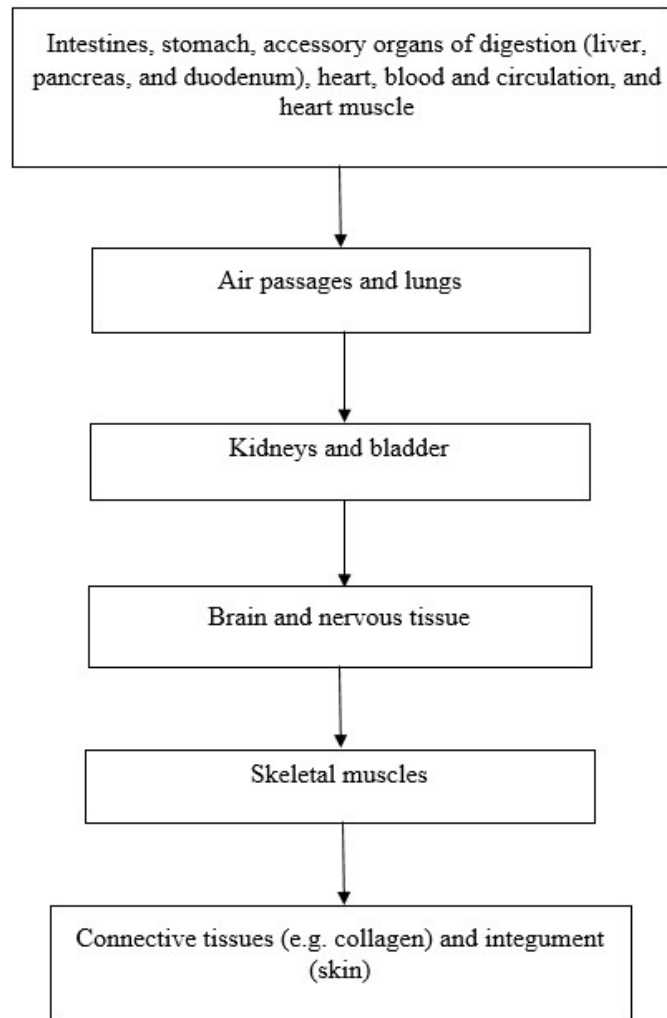 Intestines, stomach, accessory organs of digestion (liver,
pancreas, and duodenum), heart, blood and circulation, and
heart muscle
Air passages and lungs
Kidneys and bladder
Brain and nervous tissue
Skeletal muscles
Connective tissues (e.g. collagen) and integument
(skin)